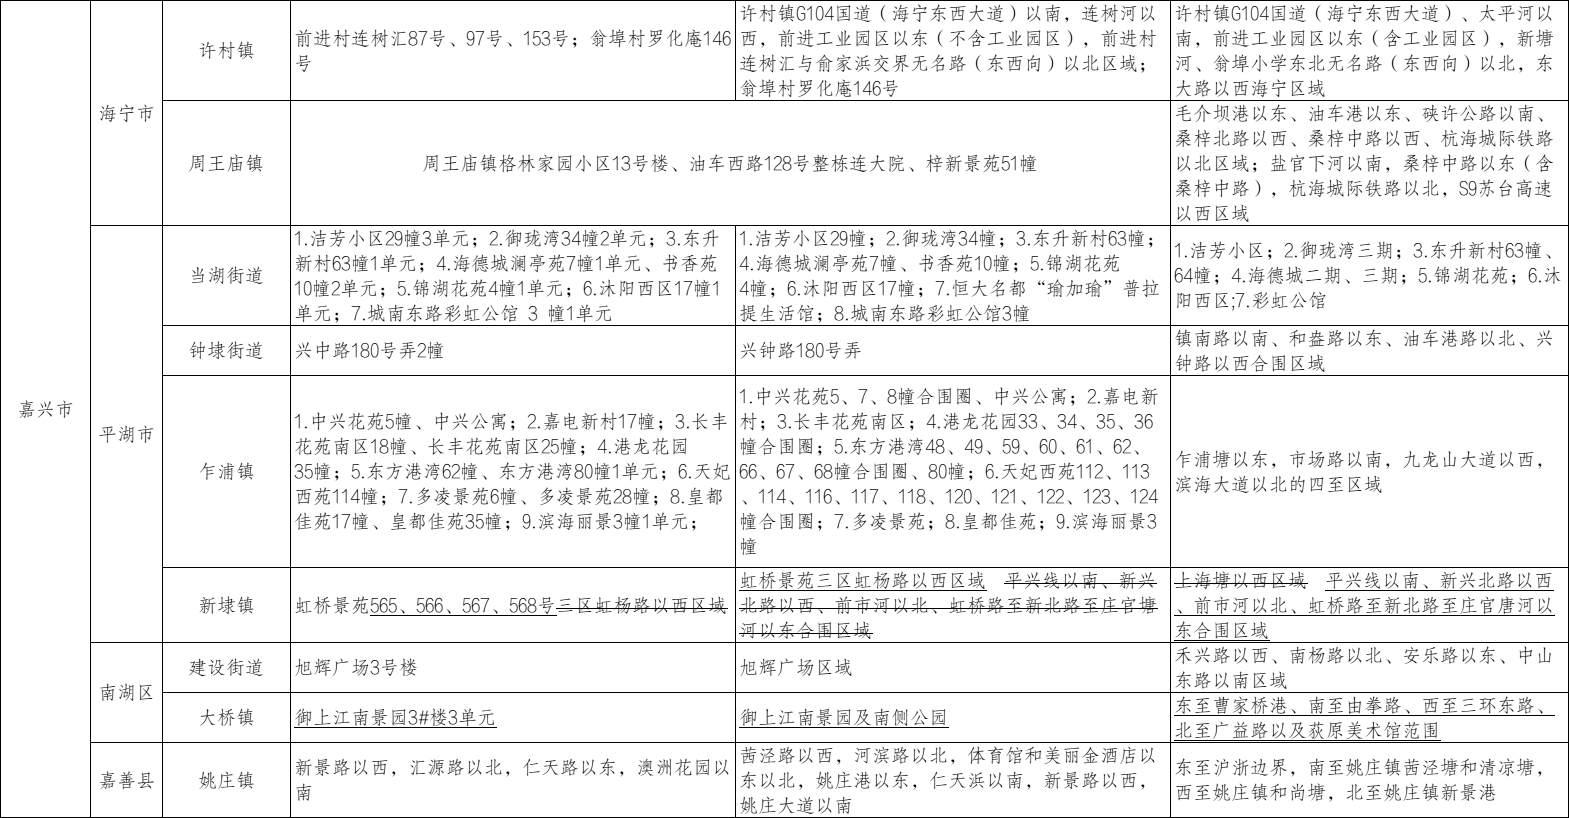 嘉兴市
海宁市
许村镇
前进村连树汇87号、97号、153号；翁埠村罗化庵146
号
许村镇G104国道（海宁东西大道）以南，连树河以
西，前进工业园区以东（不含工业园区），前进村
连树汇与俞家浜交界无名路（东西向）以北区域；
翁埠村罗化庵146号
许村镇G104国道（海宁东西大道）、太平河以
南，前进工业园区以东（含工业园区），新塘
河、翁埠小学东北无名路（东西向）以北，东
大路以西海宁区域
周王庙镇
周王庙镇格林家园小区13号楼、油车西路128号整栋连大院、梓新景苑51幢
毛介坝港以东、油车港以东、硖许公路以南、
桑梓北路以西、桑梓中路以西、杭海城际铁路
以北区域；盐官下河以南，桑梓中路以东（含
桑梓中路），杭海城际铁路以北，S9苏台高速
以西区域
平湖市
当湖街道
1.洁芳小区29幢3单元；2.御珑湾34幢2单元；3.东升
新村63幢1单元；4.海德城澜亭苑7幢1单元、书香苑
10幢2单元；5.锦湖花苑4幢1单元；6.沐阳西区17幢1
单元；7.城南东路彩虹公馆 3 幢1单元
1.洁芳小区29幢；2.御珑湾34幢；3.东升新村63幢；
4.海德城澜亭苑7幢、书香苑10幢；5.锦湖花苑
4幢；6.沐阳西区17幢；7.恒大名都“瑜加瑜”普拉
提生活馆；8.城南东路彩虹公馆3幢
1.洁芳小区；2.御珑湾三期；3.东升新村63幢、
64幢；4.海德城二期、三期；5.锦湖花苑；6.沐
阳西区;7.彩虹公馆
钟埭街道
兴中路180号弄2幢
兴钟路180号弄
镇南路以南、和盎路以东、油车港路以北、兴
钟路以西合围区域
乍浦镇
1.中兴花苑5幢、中兴公寓；2.嘉电新村17幢；3.长丰
花苑南区18幢、长丰花苑南区25幢；4.港龙花园
35幢；5.东方港湾62幢、东方港湾80幢1单元；6.天妃
西苑114幢；7.多凌景苑6幢、多凌景苑28幢；8.皇都
佳苑17幢、皇都佳苑35幢；9.滨海丽景3幢1单元；
1.中兴花苑5、7、8幢合围圈、中兴公寓；2.嘉电新
村；3.长丰花苑南区；4.港龙花园33、34、35、36
幢合围圈；5.东方港湾48、49、59、60、61、62、
66、67、68幢合围圈、80幢；6.天妃西苑112、113
、114、116、117、118、120、121、122、123、124
幢合围圈；7.多凌景苑；8.皇都佳苑；9.滨海丽景3
幢
乍浦塘以东，市场路以南，九龙山大道以西，
滨海大道以北的四至区域
新埭镇
虹桥景苑565、566、567、568号三区虹杨路以西区域
虹桥景苑三区虹杨路以西区域 平兴线以南、新兴
北路以西、前市河以北、虹桥路至新北路至庄官塘
河以东合围区域
上海塘以西区域 平兴线以南、新兴北路以西
、前市河以北、虹桥路至新北路至庄官唐河以
东合围区域
南湖区
建设街道
旭辉广场3号楼
旭辉广场区域
禾兴路以西、南杨路以北、安乐路以东、中山
东路以南区域
大桥镇
御上江南景园3#楼3单元
御上江南景园及南侧公园
东至曹家桥港、南至由拳路、西至三环东路、
北至广益路以及荻原美术馆范围
嘉善县
姚庄镇
新景路以西，汇源路以北，仁天路以东，澳洲花园以
南
茜泾路以西，河滨路以北，体育馆和美丽金酒店以
东以北，姚庄港以东，仁天浜以南，新景路以西，
姚庄大道以南
东至沪浙边界，南至姚庄镇茜泾塘和清凉塘，
西至姚庄镇和尚塘，北至姚庄镇新景港